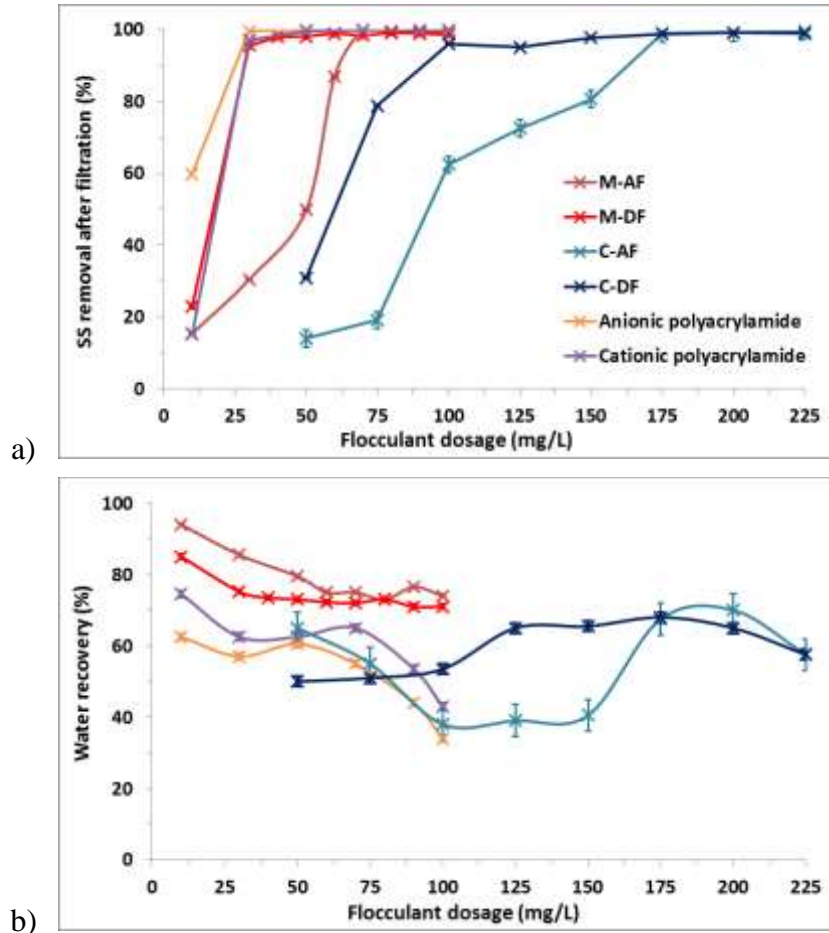 a)
SS removal after filtration (%)
100
80
60
40
20
0
M-AF
M-DF
C-AF
C-DF
Anionic polyacrylamide
Cationic polyacrylamide
0 25 50 75 100 125 150 175 200 225
Flocculant dosage (mg/L)
b)
Water recovery (%)
100
80
60
40
20
0
0 25 50 75 100 125 150 175 200 225
Flocculant dosage (mg/L)